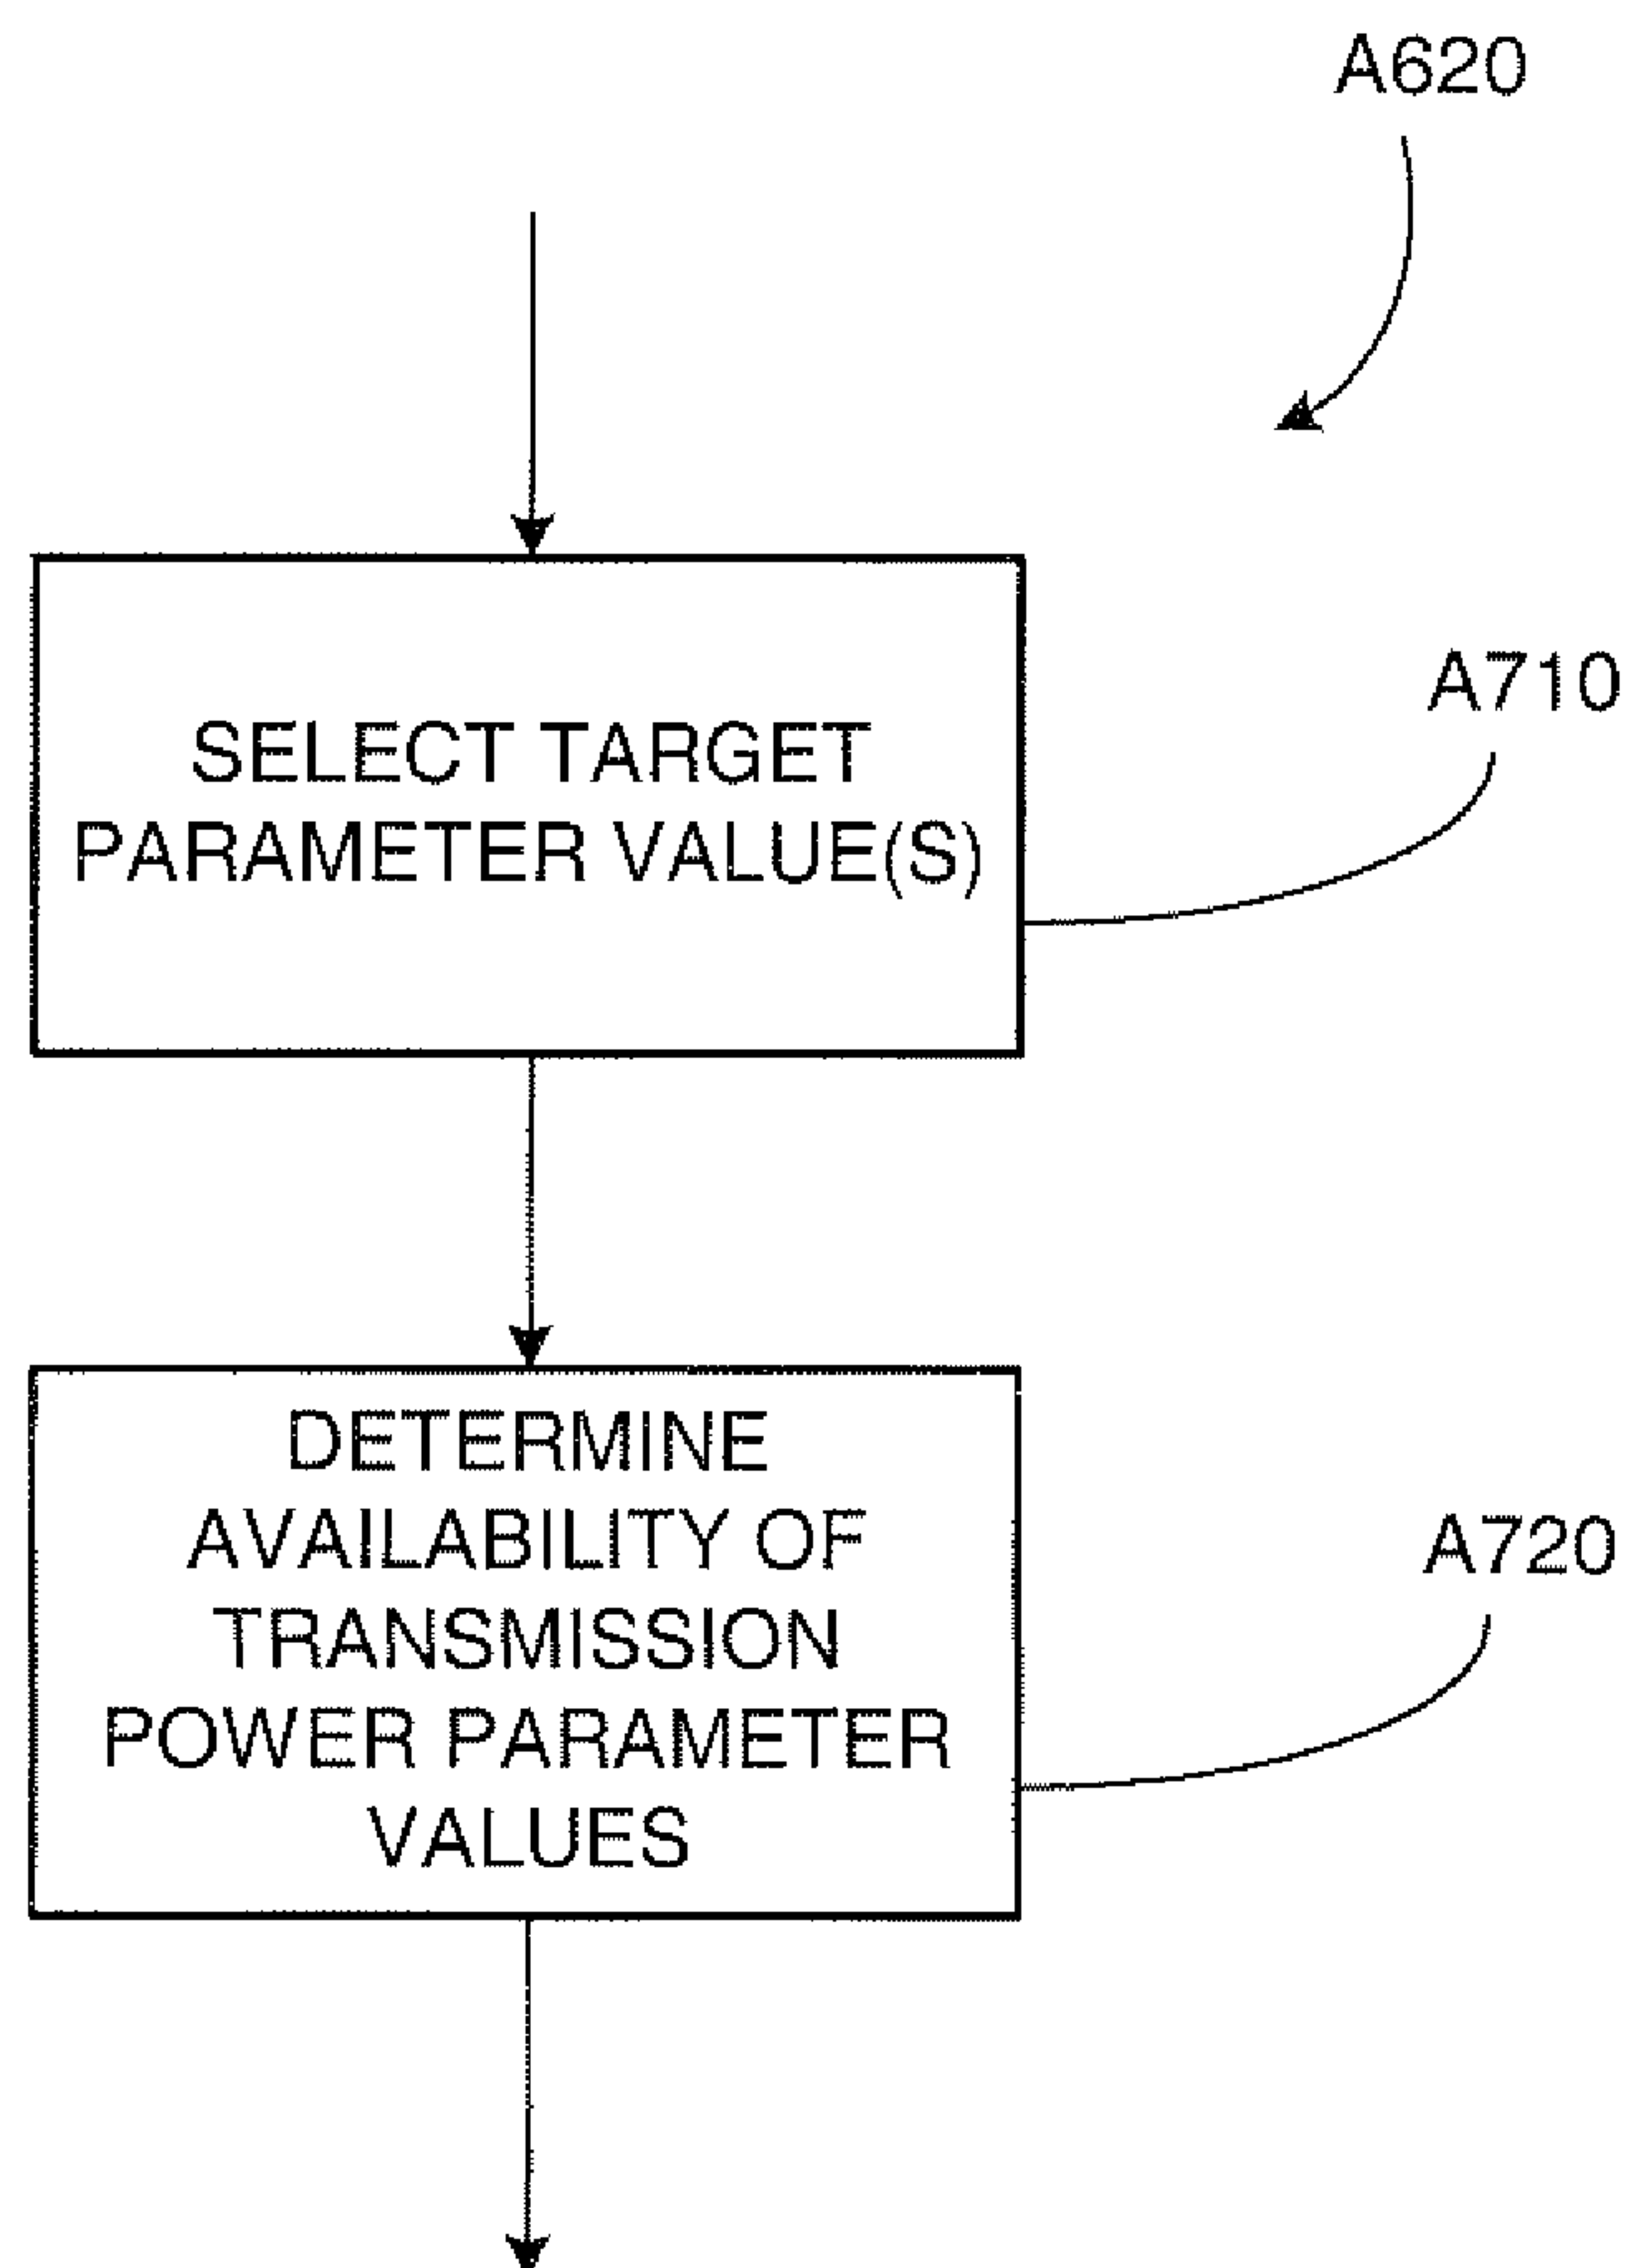 A620
SELECT TARGET
PARAMETER VALUE(S)
A710
DETERMINE
AVAILABILITY OF
TRANSMISSION
POWER PARAMETER
VALUES
A720